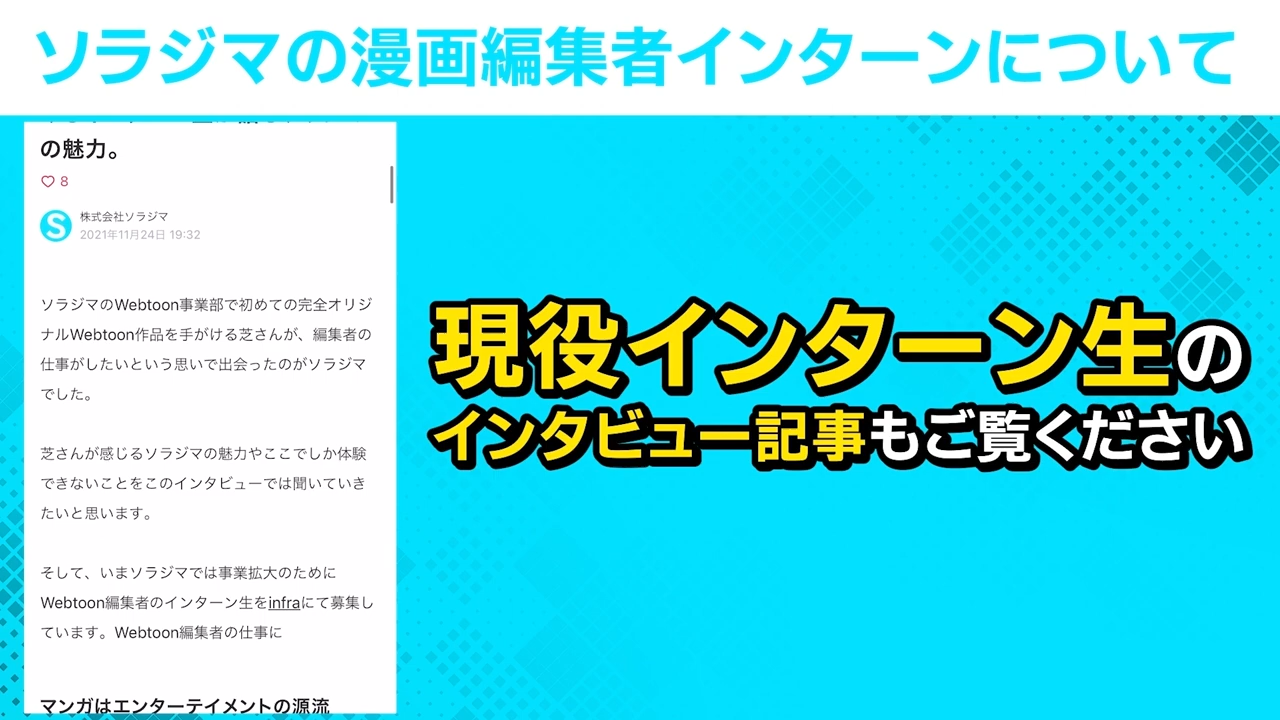 ソラジマの漫画編集者インターンについて
の魅力。
8
S
株式会社ソラジマ
2021年11月24日 19:32
ソラジマのWebtoon事業部で初めての完全オリジ
ナルWebtoon作品を手がける芝さんが、編集者の
仕事がしたいという思いで出会ったのがソラジマ
でした。
芝さんが感じるソラジマの魅力やここでしか体験
できないことをこのインタビューでは聞いていき
たいと思います。
そして、いまソラジマでは事業拡大のために
Webtoon編集者のインターン生をinfraにて募集し
ています。Webtoon編集者の仕事に
マンガはエンターテイメントの源流
現役インターン生の
インタビュー記事もご覧ください